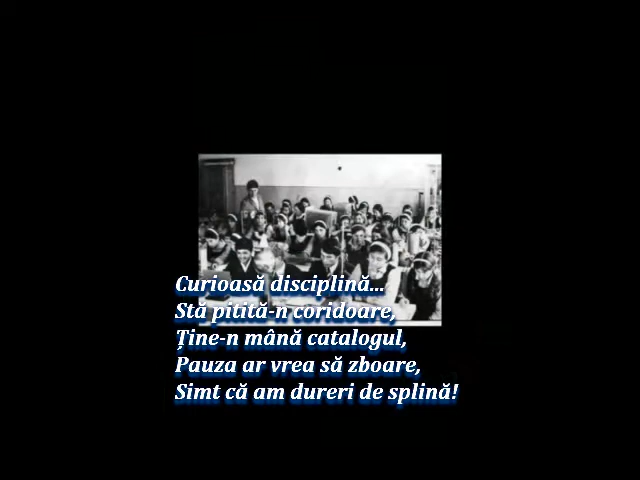 Curioasă disciplină...
Stă pitită-n coridoare,
Ține-n mână catalogul,
Pauza ar vrea să zboare,
Simt că am dureri de splină!